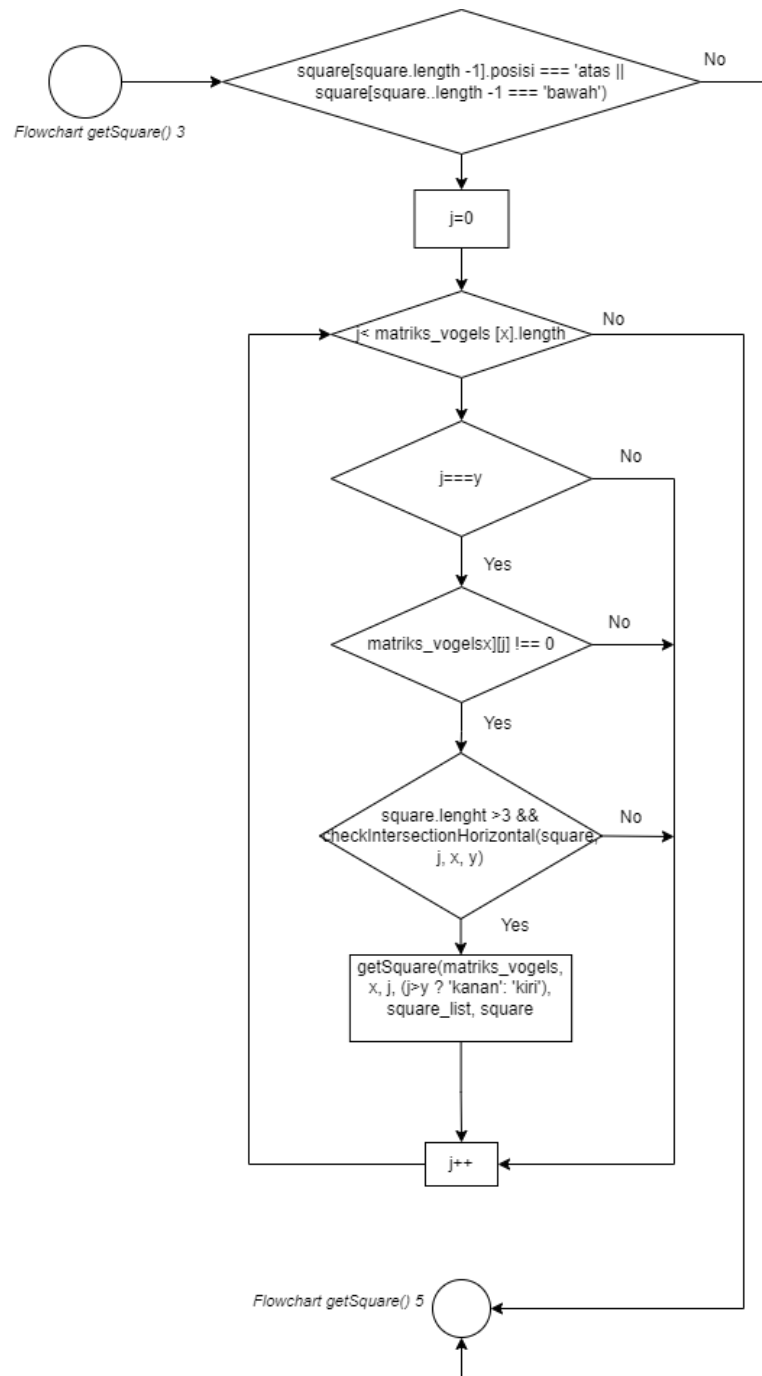 No
square[square.length -1].posisi === 'atas ||
square[square..length -1 === 'bawah')
Flowchart getSquare() 3
j=0
No
j< matriks_vogels [x].length
No
j===y
Yes
No
matriks_vogelsx][j] !== 0
Yes
square.lenght >3 &&
checkIntersectionHorizontal(square,
j, x, y)
No
Yes
getSquare(matriks_vogels,
x, j, (j>y ? 'kanan': 'kiri'),
square_list, square
j++
Flowchart getSquare() 5